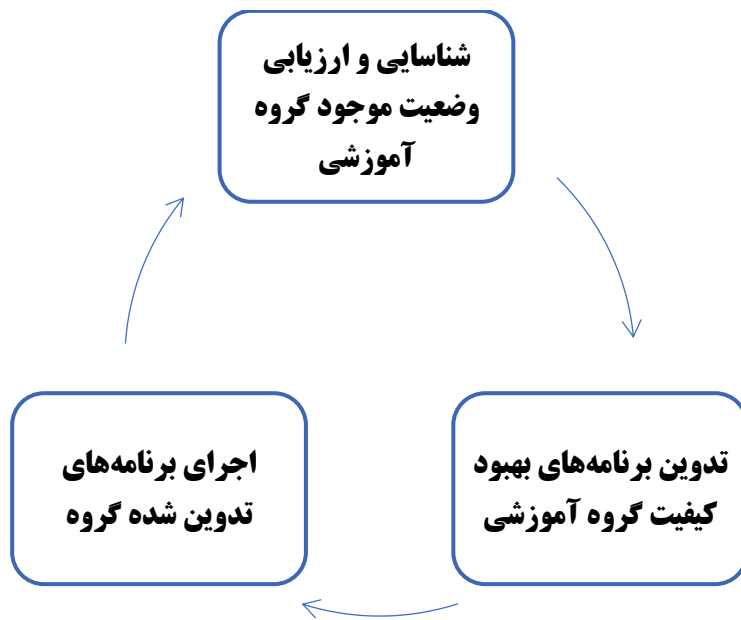 شناسایی و ارزیابی
وضعیت موجود گروه
آموزشی
تدوین برنامه‌های بهبود
کیفیت گروه آموزشی
اجرای برنامه‌های
تدوین شده گروه